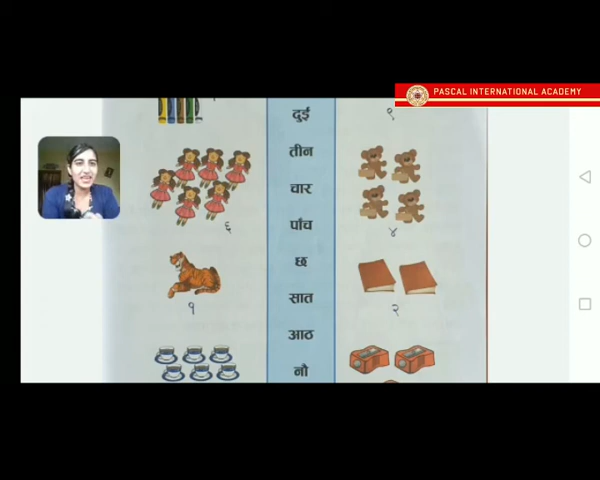 PASCAL INTERNATIONAL ACADEMY
दुई
९
तीन
चार
पाँच
६
४
छ
सात
१
२
आठ
नौ